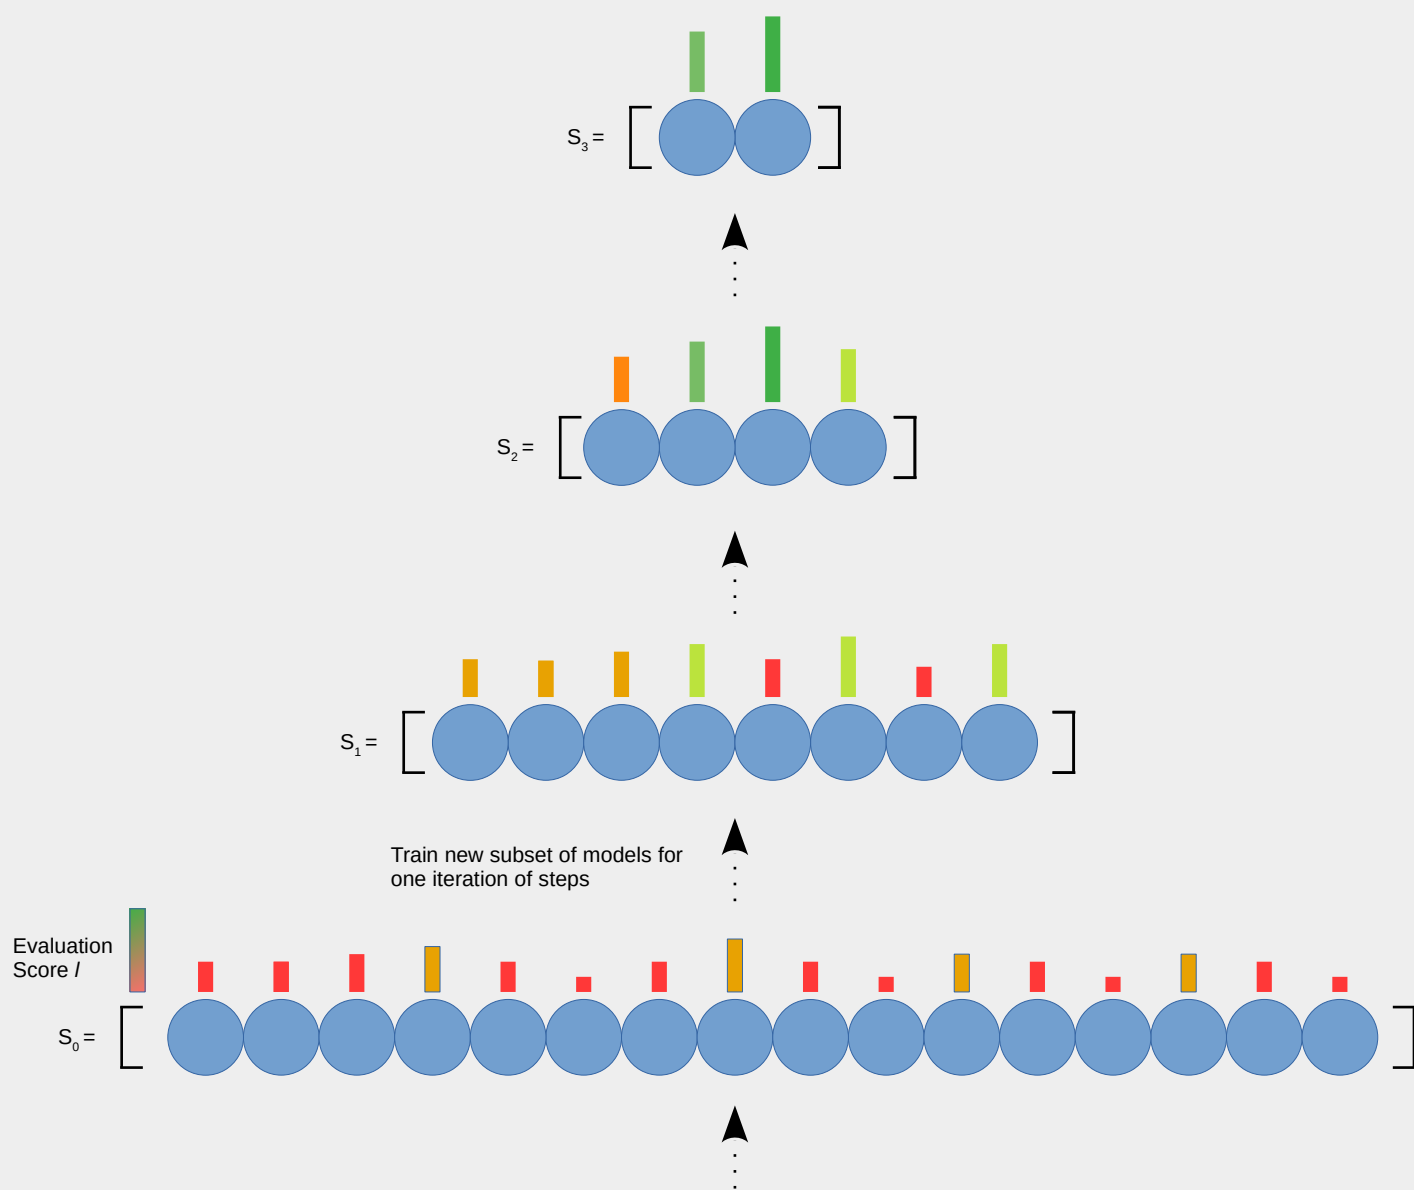 S₃ =
S₂ =
S₁ =
Train new subset of models for
one iteration of steps
Evaluation
Score l
S₀ =